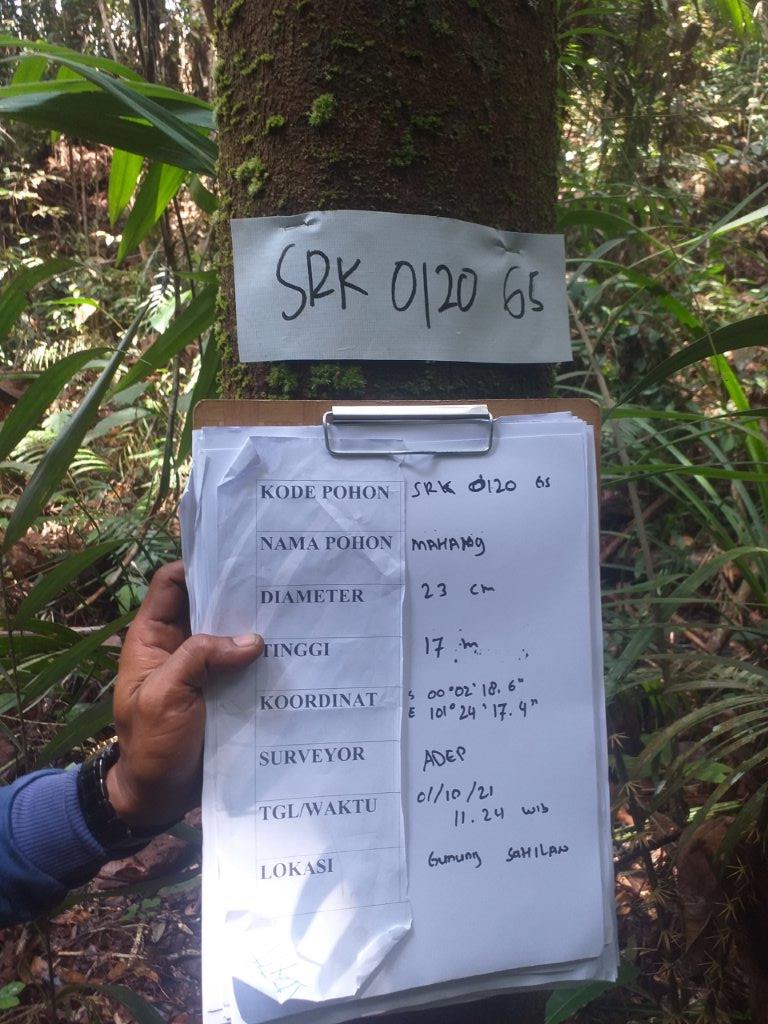 SRK 0120 GS
KODE POHON SRK 0120 GS
NAMA POHON MAHANG
DIAMETER 23 cm
TINGGI 17 m
KOORDINAT S 00°02'18.6"
E 101°24'17.4"
SURVEYOR ADEP
TGL/WAKTU 01/10/21
11.24 WIB
LOKASI Gunung SAHILAN